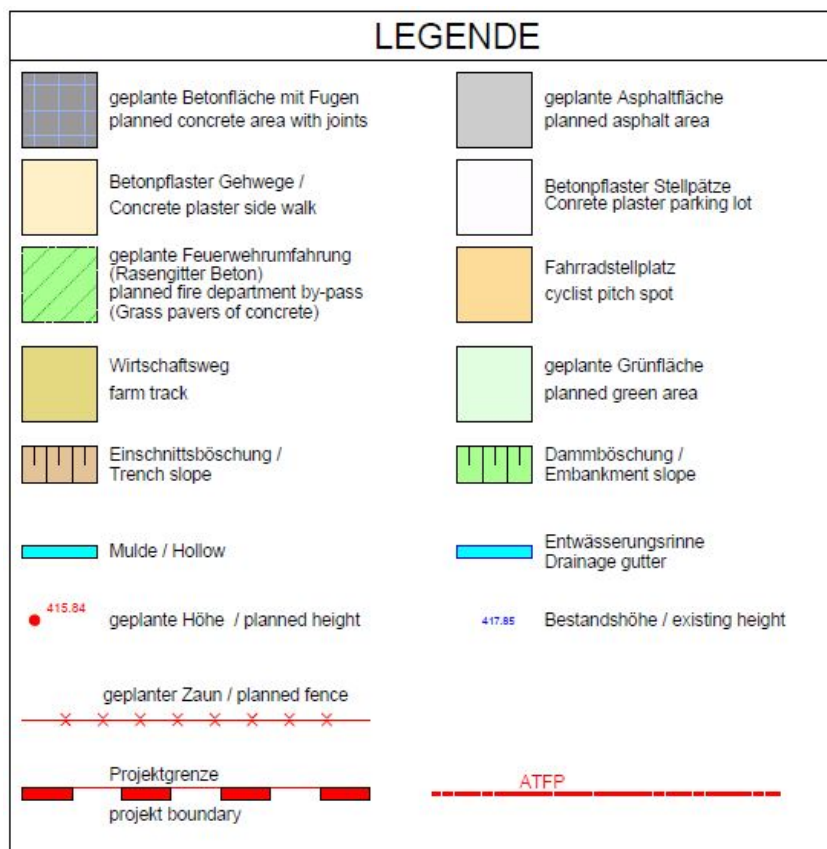 LEGENDE
geplante Betonfläche mit Fugen
planned concrete area with joints
geplante Asphaltfläche
planned asphalt area
Betonpflaster Gehwege /
Concrete plaster side walk
Betonpflaster Stellpätze
Conrete plaster parking lot
geplante Feuerwehrumfahrung
(Rasengitter Beton)
planned fire department by-pass
(Grass pavers of concrete)
Fahrradstellplatz
cyclist pitch spot
Wirtschaftsweg
farm track
geplante Grünfläche
planned green area
Einschnittsböschung /
Trench slope
Dammböschung /
Embankment slope
Mulde / Hollow
Entwässerungsrinne
Drainage gutter
415.84
geplante Höhe / planned height
417.85
Bestandshöhe / existing height
geplanter Zaun / planned fence
Projektgrenze
projekt boundary
ATFP